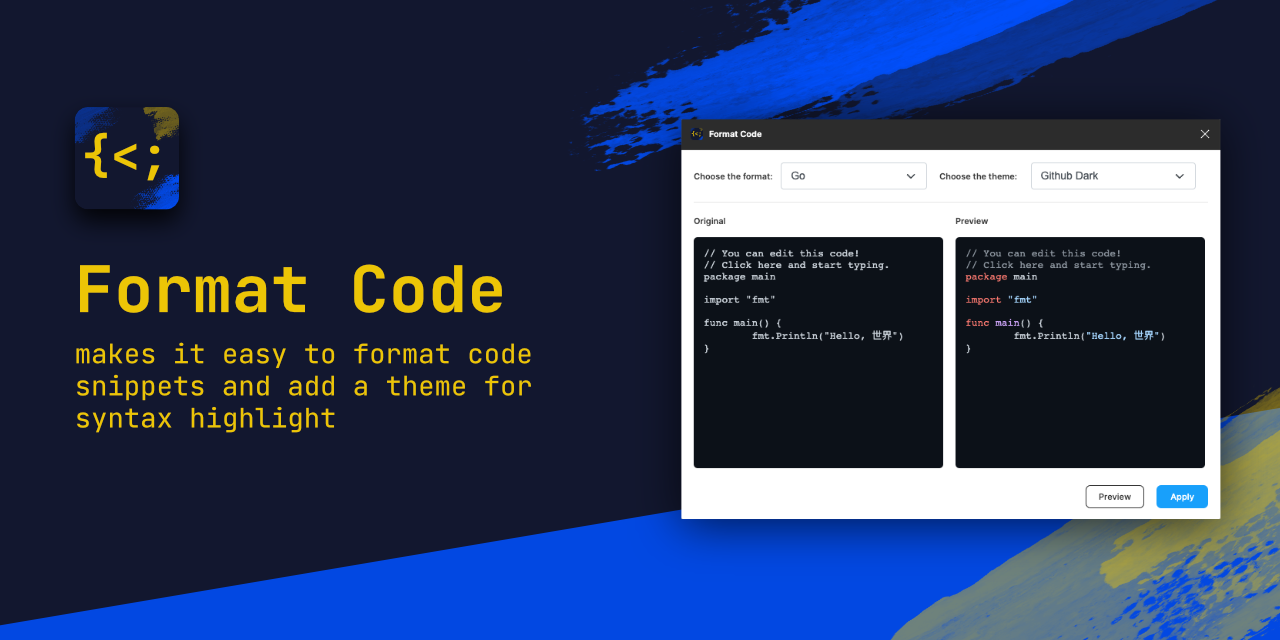 {<;
Format Code
makes it easy to format code
snippets and add a theme for
syntax highlight
{<; Format Code
Choose the format: Go
Choose the theme: Github Dark
Original
// You can edit this code!
// Click here and start typing.
package main
import "fmt"
func main() {
fmt.Println("Hello, 世界")
}
Preview
// You can edit this code!
// Click here and start typing.
package main
import "fmt"
func main() {
fmt.Println("Hello, 世界")
}
Preview
Apply